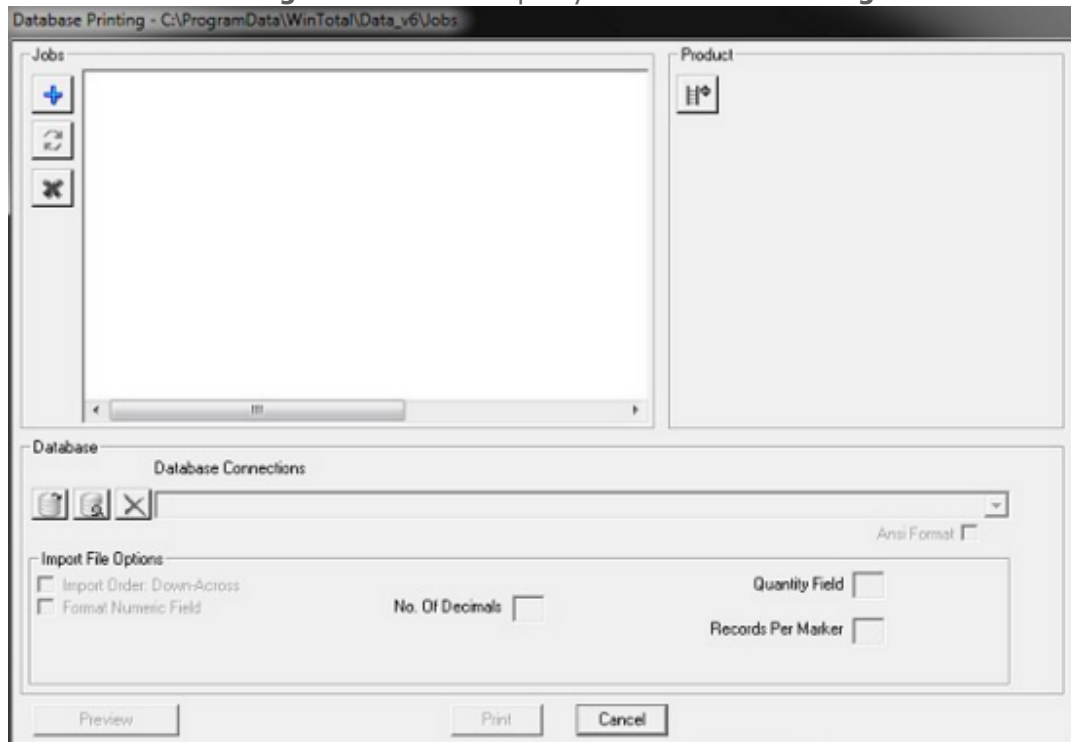 Database Printing - C:\ProgramData\WinTotal\Data_v6\Jobs
Jobs
Product
Database
Database Connections
Ansi Format
Import File Options
Import Order: Down-Across
Format Numeric Field
No. Of Decimals
Quantity Field
Records Per Marker
Preview
Print
Cancel